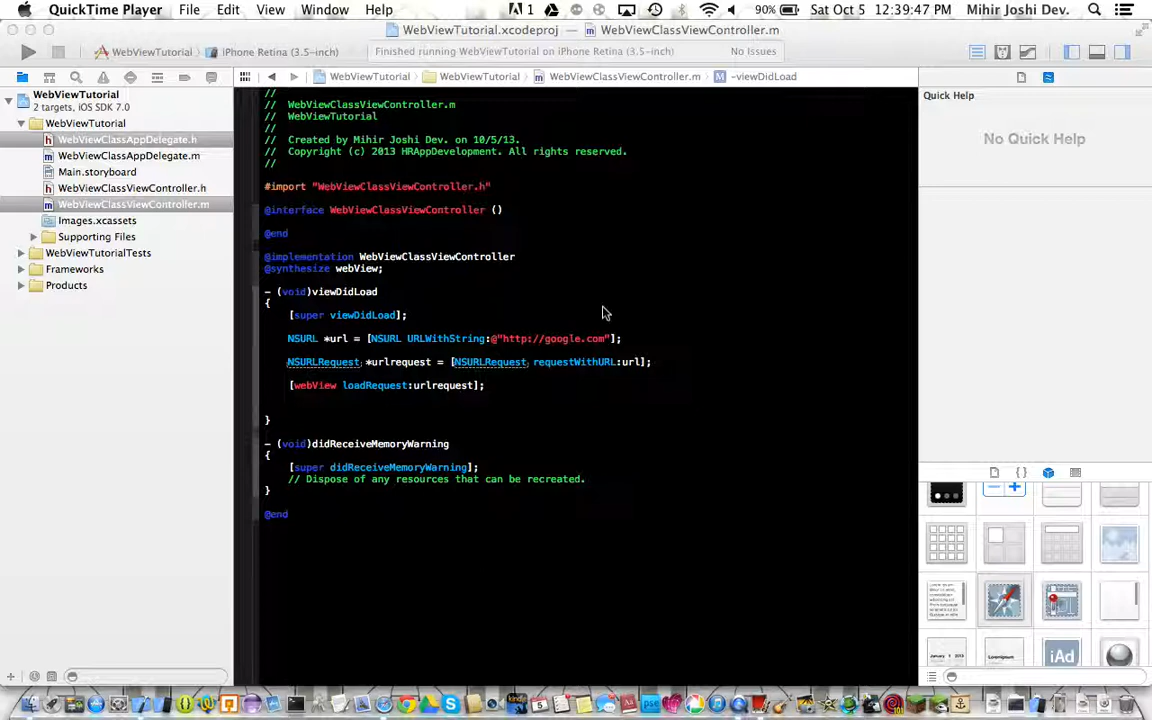 QuickTime Player File Edit View Window Help 1 90% Sat Oct 5 12:39:47 PM Mihir Joshi Dev.
WebViewTutorial.xcodeproj — WebViewClassViewController.m
WebViewTutorial iPhone Retina (3.5-inch) Finished running WebViewTutorial on iPhone Retina (3.5-inch) No Issues
WebViewTutorial WebViewTutorial WebViewClassViewController.m M -viewDidLoad
WebViewTutorial
2 targets, iOS SDK 7.0
WebViewTutorial
h WebViewClassAppDelegate.h
m WebViewClassAppDelegate.m
Main.storyboard
h WebViewClassViewController.h
m WebViewClassViewController.m
Images.xcassets
Supporting Files
WebViewTutorialTests
Frameworks
Products
//
// WebViewClassViewController.m
// WebViewTutorial
//
// Created by Mihir Joshi Dev. on 10/5/13.
// Copyright (c) 2013 HRAppDevelopment. All rights reserved.
//
#import "WebViewClassViewController.h"
@interface WebViewClassViewController ()
@end
@implementation WebViewClassViewController
@synthesize webView;
- (void)viewDidLoad
{
[super viewDidLoad];
NSURL *url = [NSURL URLWithString:@"http://google.com"];
NSURLRequest *urlrequest = [NSURLRequest requestWithURL:url];
[webView loadRequest:urlrequest];
}
- (void)didReceiveMemoryWarning
{
[super didReceiveMemoryWarning];
// Dispose of any resources that can be recreated.
}
@end
Quick Help
No Quick Help
{ }
iAd